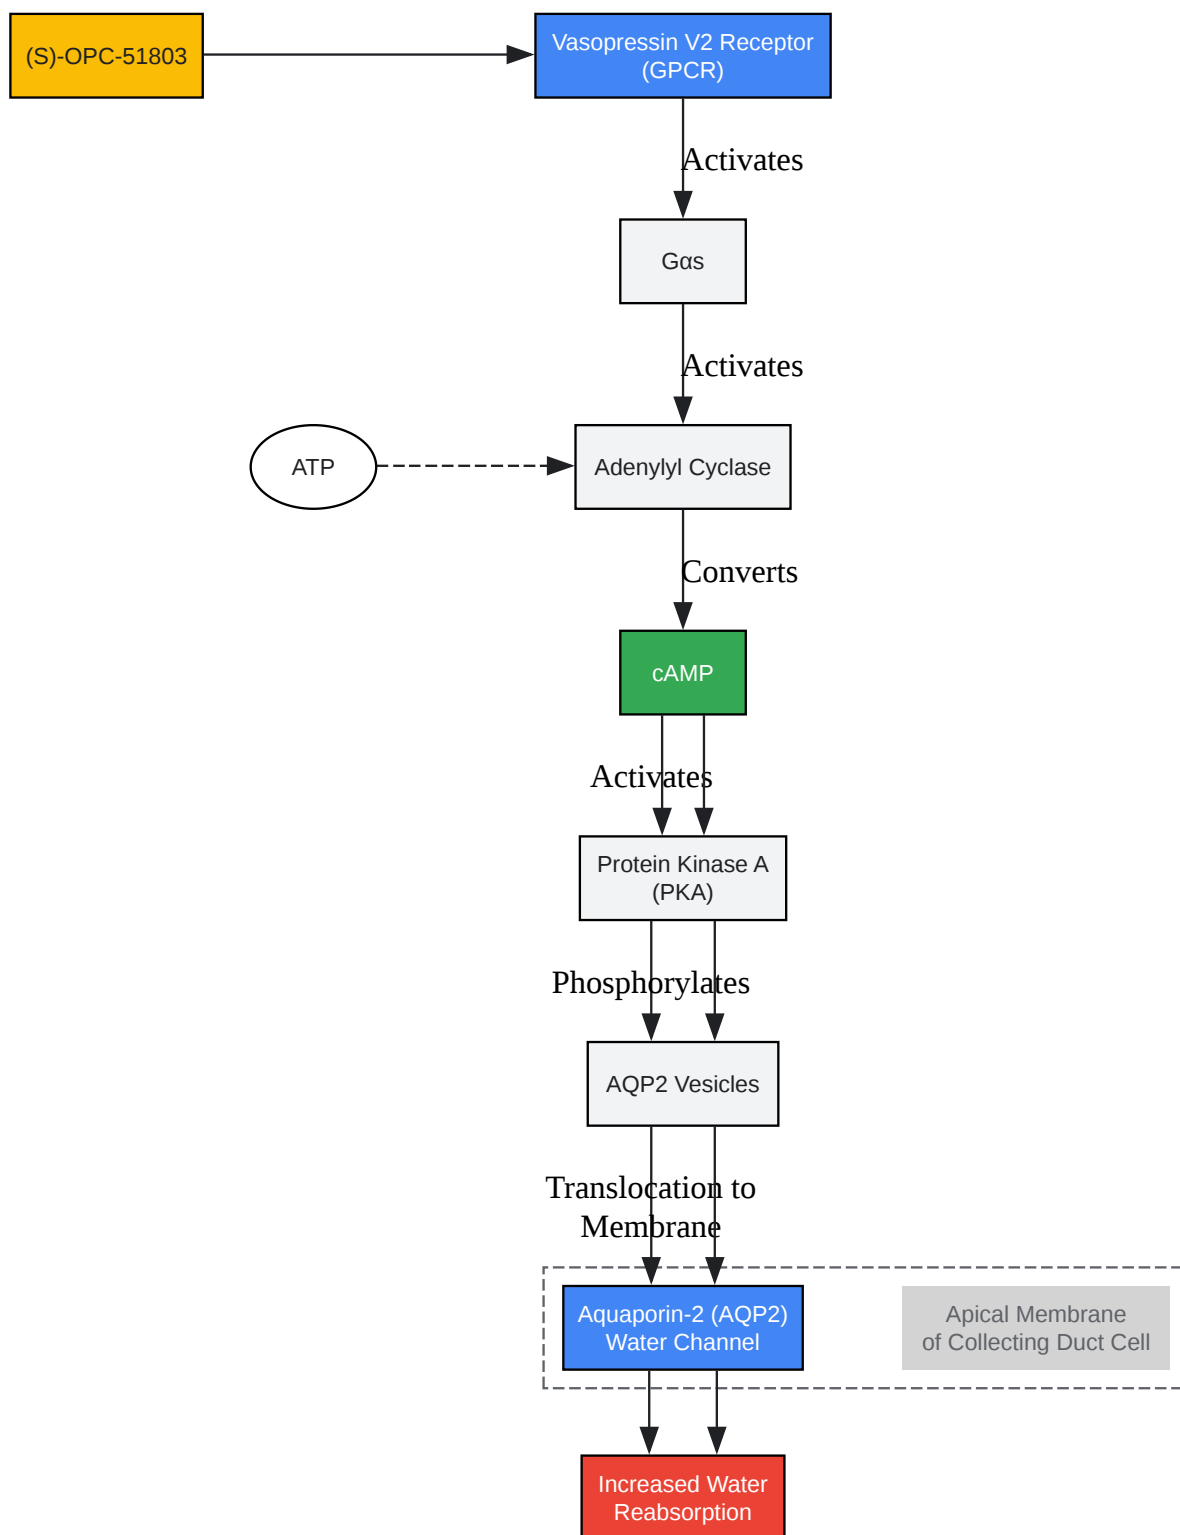 (S)-OPC-51803
Vasopressin V2 Receptor
(GPCR)
Activates
Gαs
Activates
ATP
Adenylyl Cyclase
Converts
cAMP
Activates
Protein Kinase A
(PKA)
Phosphorylates
AQP2 Vesicles
Translocation to
Membrane
Aquaporin-2 (AQP2)
Water Channel
Apical Membrane
of Collecting Duct Cell
Increased Water
Reabsorption